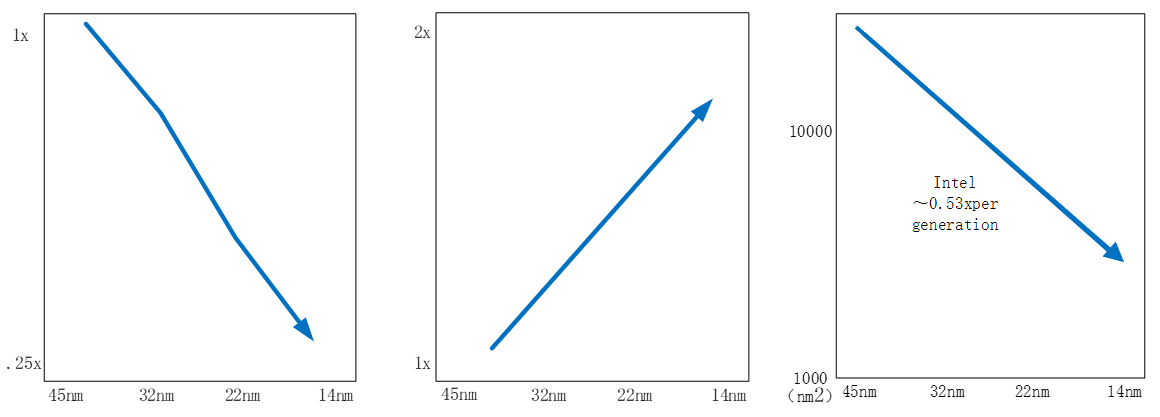 1x
.25x
45nm 32nm 22nm 14nm
2x
1x
45nm 32nm 22nm 14nm
10000
Intel
～0.53xper
generation
1000
(nm2)
45nm 32nm 22nm 14nm